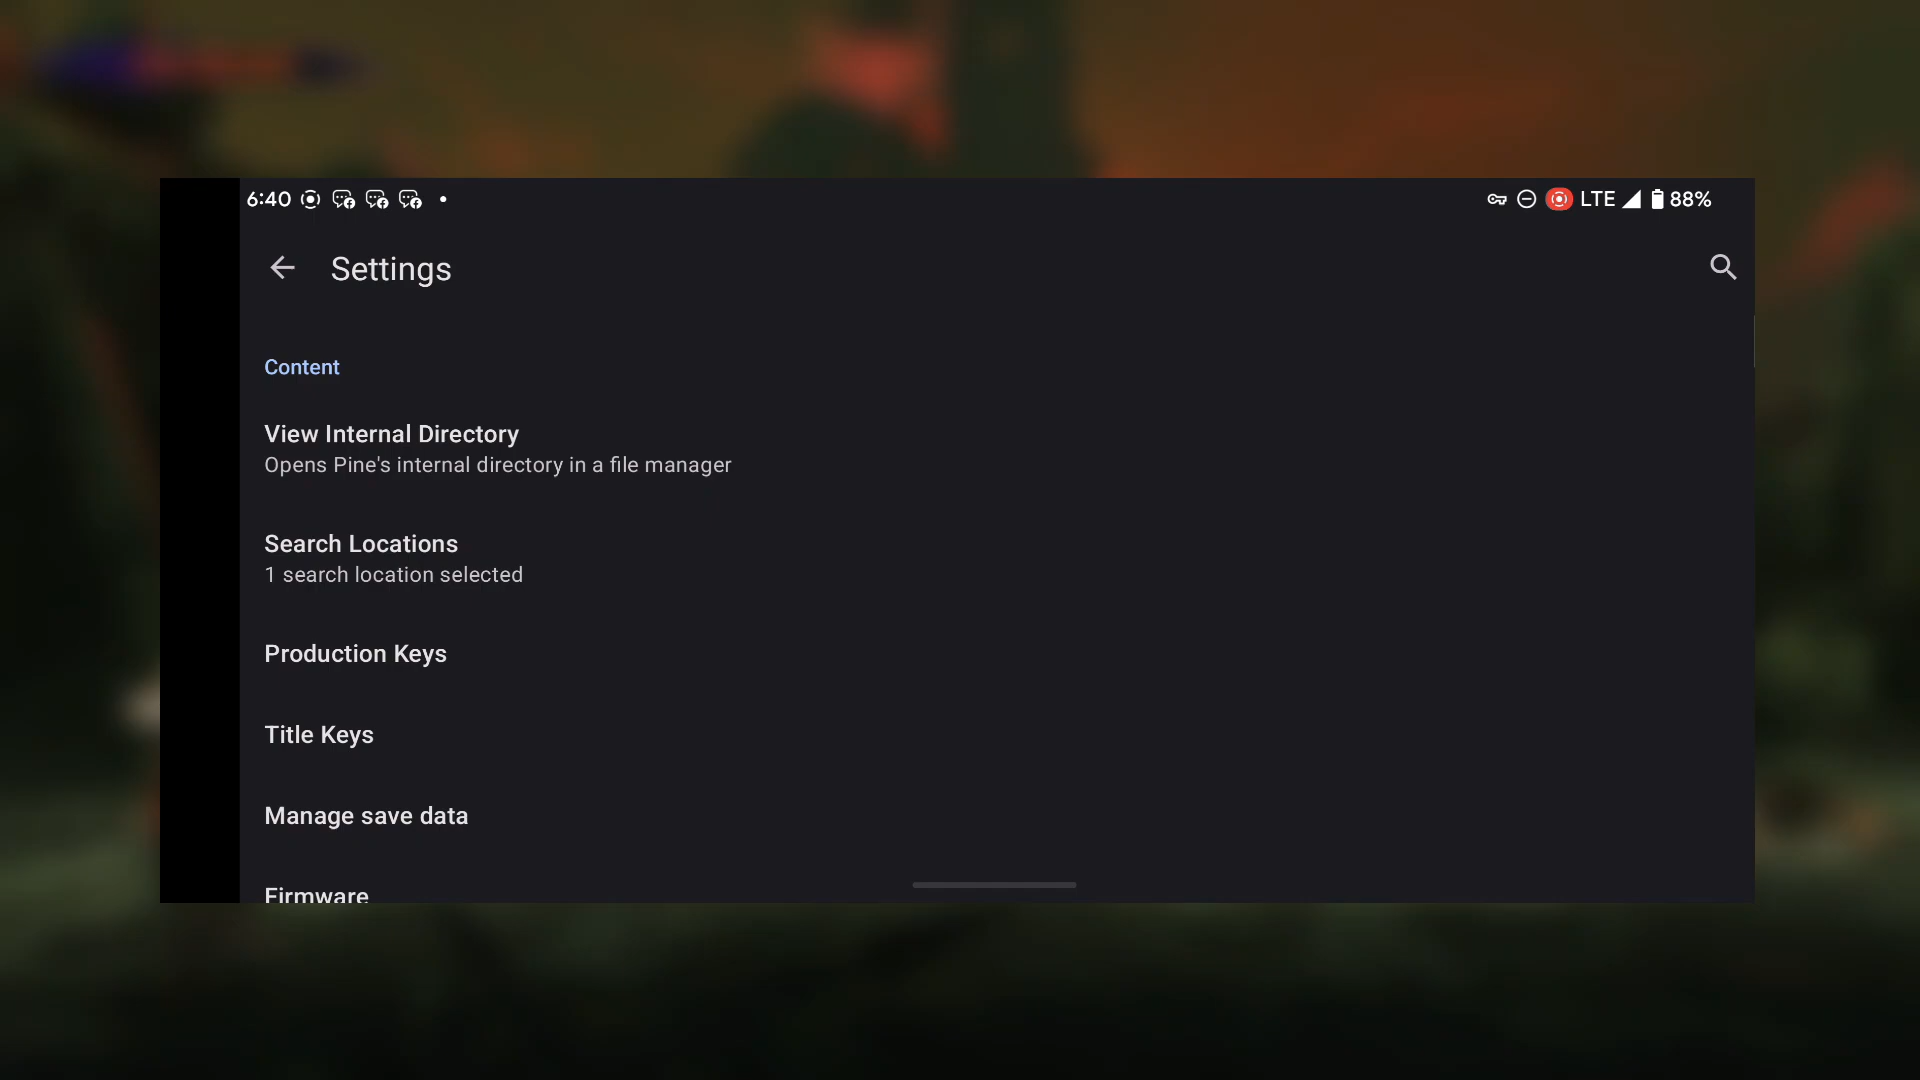 6:40 LTE 88%
Settings
Content
View Internal Directory
Opens Pine's internal directory in a file manager
Search Locations
1 search location selected
Production Keys
Title Keys
Manage save data
Firmware